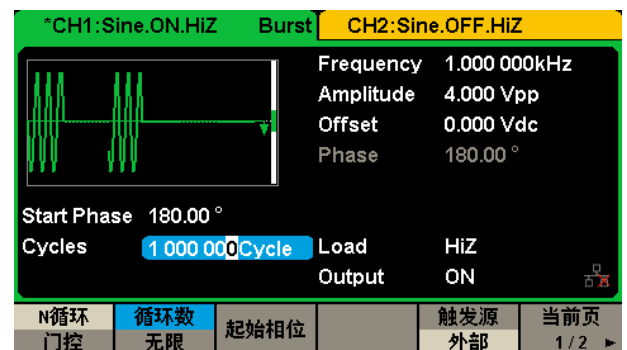 *CH1:Sine.ON.HiZ Burst CH2:Sine.OFF.HiZ
Frequency 1.000 000kHz
Amplitude 4.000 Vpp
Offset 0.000 Vdc
Phase 180.00 °
Start Phase 180.00 °
Cycles 1 000 000Cycle Load HiZ
Output ON
N循环 循环数 起始相位 触发源 当前页
门控 无限 外部 1 / 2 ►